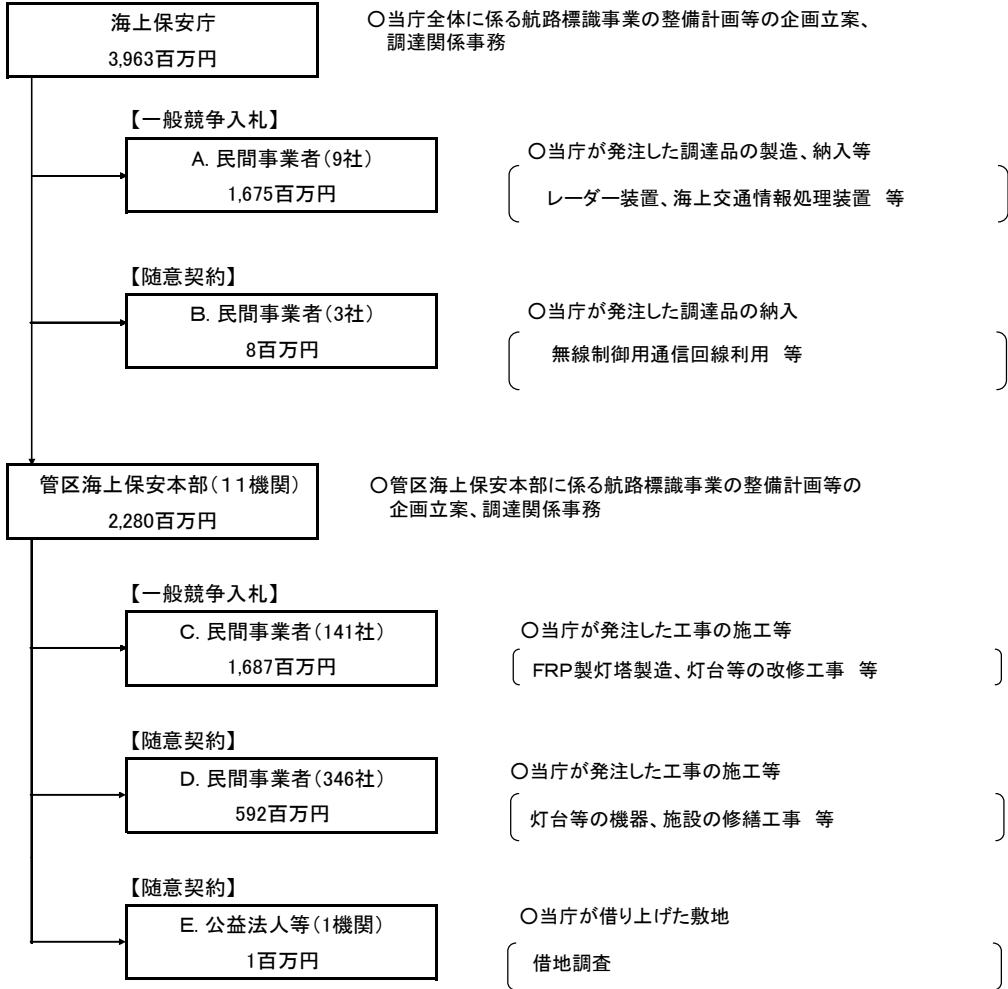 海上保安庁
3,963百万円
〇当庁全体に係る航路標識事業の整備計画等の企画立案、
調達関係事務
【一般競争入札】
A. 民間事業者（9社）
1,675百万円
〇当庁が発注した調達品の製造、納入等
レーダー装置、海上交通情報処理装置　等
【随意契約】
B. 民間事業者（3社）
8百万円
〇当庁が発注した調達品の納入
無線制御用通信回線利用　等
管区海上保安本部（１１機関）
2,280百万円
〇管区海上保安本部に係る航路標識事業の整備計画等の
企画立案、調達関係事務
【一般競争入札】
C. 民間事業者（141社）
1,687百万円
〇当庁が発注した工事の施工等
FRP製灯塔製造、灯台等の改修工事　等
【随意契約】
D. 民間事業者（346社）
592百万円
〇当庁が発注した工事の施工等
灯台等の機器、施設の修繕工事　等
【随意契約】
E. 公益法人等（1機関）
1百万円
〇当庁が借り上げた敷地
借地調査